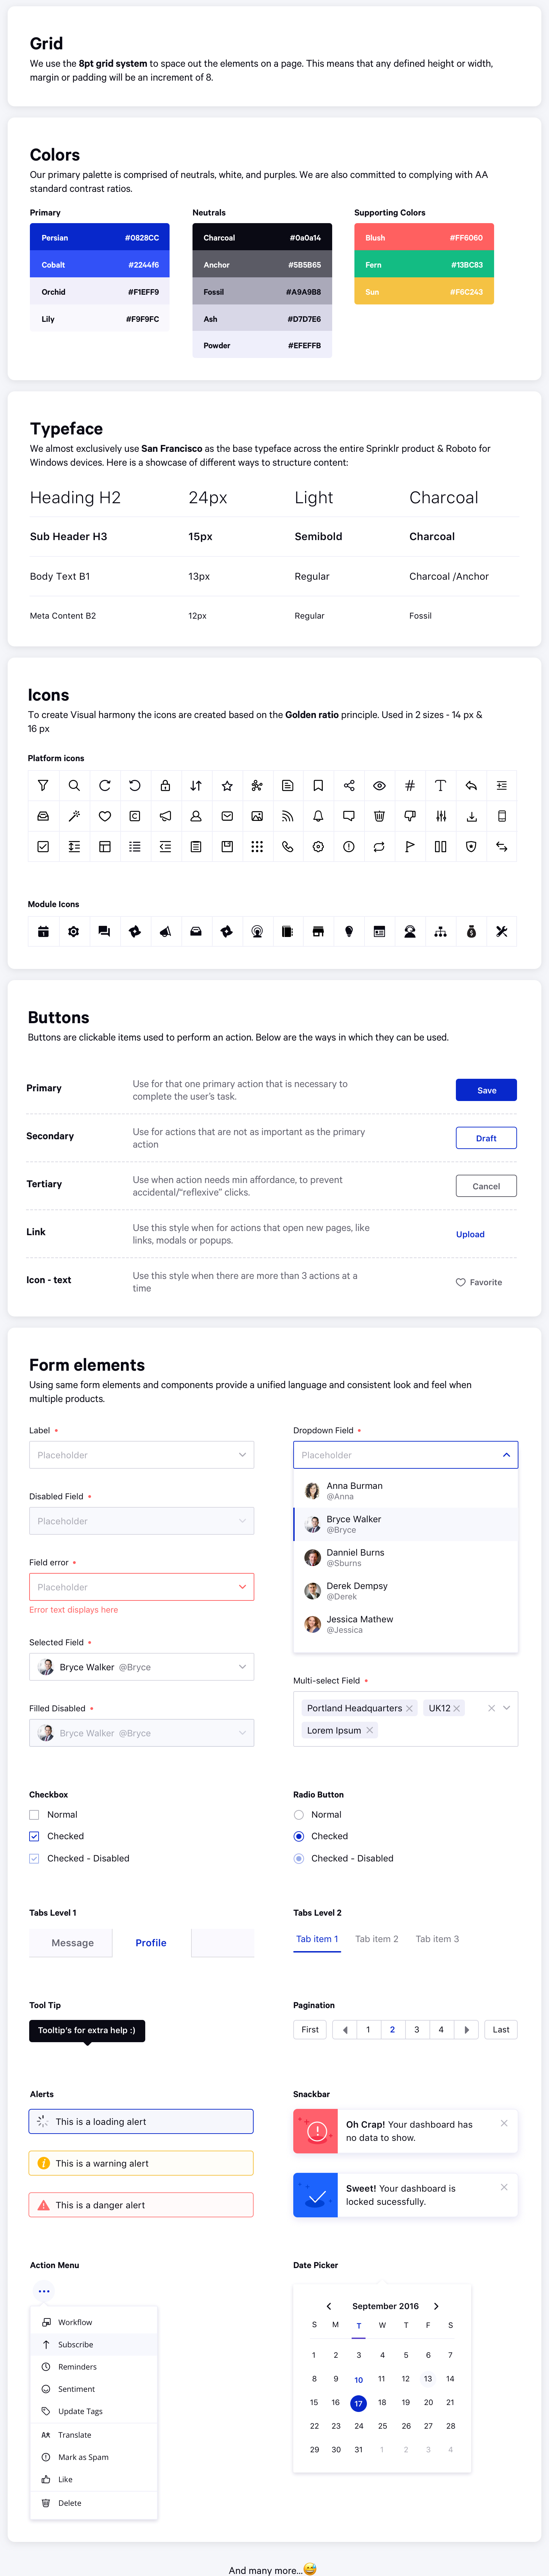 Grid
We use the 8pt grid system to space out the elements on a page. This means that any defined height or width,
margin or padding will be an increment of 8.
Colors
Our primary palette is comprised of neutrals, white, and purples. We are also committed to complying with AA
standard contrast ratios.
Primary
Persian #0828CC
Cobalt #2244f6
Orchid #F1EFF9
Lily #F9F9FC
Neutrals
Charcoal #0a0a14
Anchor #5B5B65
Fossil #A9A9B8
Ash #D7D7E6
Powder #EFEFFB
Supporting Colors
Blush #FF6060
Fern #13BC83
Sun #F6C243
Typeface
We almost exclusively use San Francisco as the base typeface across the entire Sprinklr product & Roboto for
Windows devices. Here is a showcase of different ways to structure content:
Heading H2 24px Light Charcoal
Sub Header H3 15px Semibold Charcoal
Body Text B1 13px Regular Charcoal /Anchor
Meta Content B2 12px Regular Fossil
Icons
To create Visual harmony the icons are created based on the Golden ratio principle. Used in 2 sizes - 14 px &
16 px
Platform icons
Module Icons
Buttons
Buttons are clickable items used to perform an action. Below are the ways in which they can be used.
Primary
Use for that one primary action that is necessary to
complete the user's task.
Save
Secondary
Use for actions that are not as important as the primary
action
Draft
Tertiary
Use when action needs min affordance, to prevent
accidental/"reflexive" clicks.
Cancel
Link
Use this style when for actions that open new pages, like
links, modals or popups.
Upload
Icon - text
Use this style when there are more than 3 actions at a
time
Favorite
Form elements
Using same form elements and components provide a unified language and consistent look and feel when
multiple products.
Label *
Placeholder
Disabled Field *
Placeholder
Field error *
Placeholder
Error text displays here
Selected Field *
Bryce Walker @Bryce
Filled Disabled *
Bryce Walker @Bryce
Dropdown Field *
Placeholder
Anna Burman
@Anna
Bryce Walker
@Bryce
Danniel Burns
@Sburns
Derek Dempsy
@Derek
Jessica Mathew
@Jessica
Multi-select Field *
Portland Headquarters UK12
Lorem Ipsum
Checkbox
Normal
Checked
Checked - Disabled
Radio Button
Normal
Checked
Checked - Disabled
Tabs Level 1
Message Profile
Tabs Level 2
Tab item 1 Tab item 2 Tab item 3
Tool Tip
Tooltip's for extra help :)
Pagination
First 1 2 3 4 Last
Alerts
This is a loading alert
This is a warning alert
This is a danger alert
Snackbar
Oh Crap! Your dashboard has
no data to show.
Sweet! Your dashboard is
locked sucessfully.
Action Menu
Workflow
Subscribe
Reminders
Sentiment
Update Tags
Translate
Mark as Spam
Like
Delete
Date Picker
September 2016
S M T W T F S
1 2 3 4 5 6 7
8 9 10 11 12 13 14
15 16 17 18 19 20 21
22 23 24 25 26 27 28
29 30 31 1 2 3 4
And many more...😅